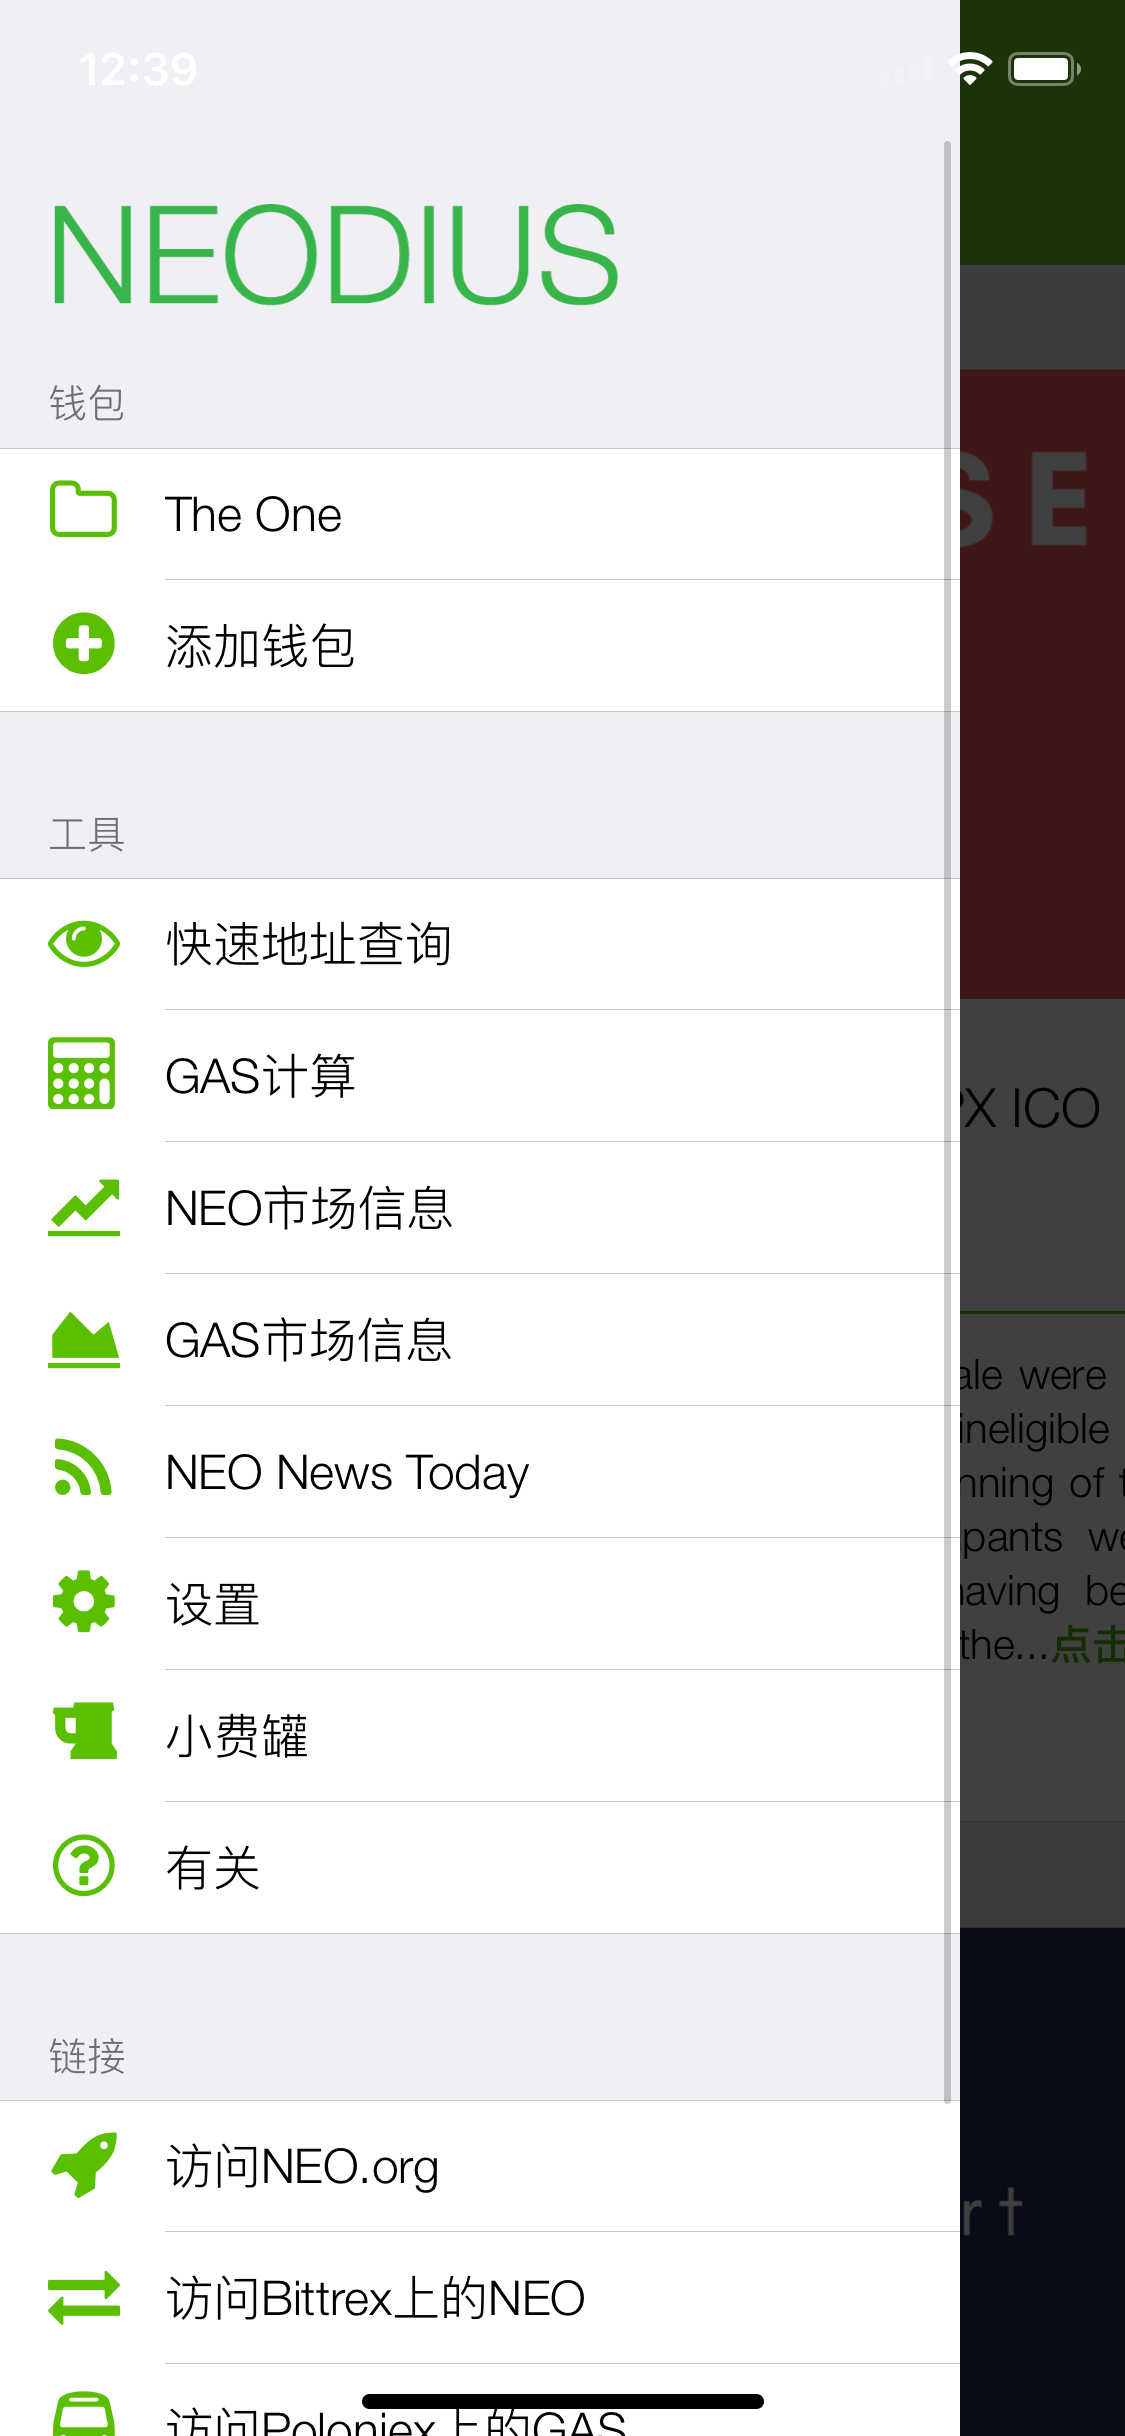 12:39
NEODIUS
钱包
The One
添加钱包
工具
快速地址查询
GAS计算
NEO市场信息
GAS市场信息
NEO News Today
设置
小费罐
有关
链接
访问NEO.org
访问Bittrex上的NEO
访问Poloniex上的GAS
SE
X ICO
ale were
ineligible
nning of t
pants we
having be
the...点击
rt